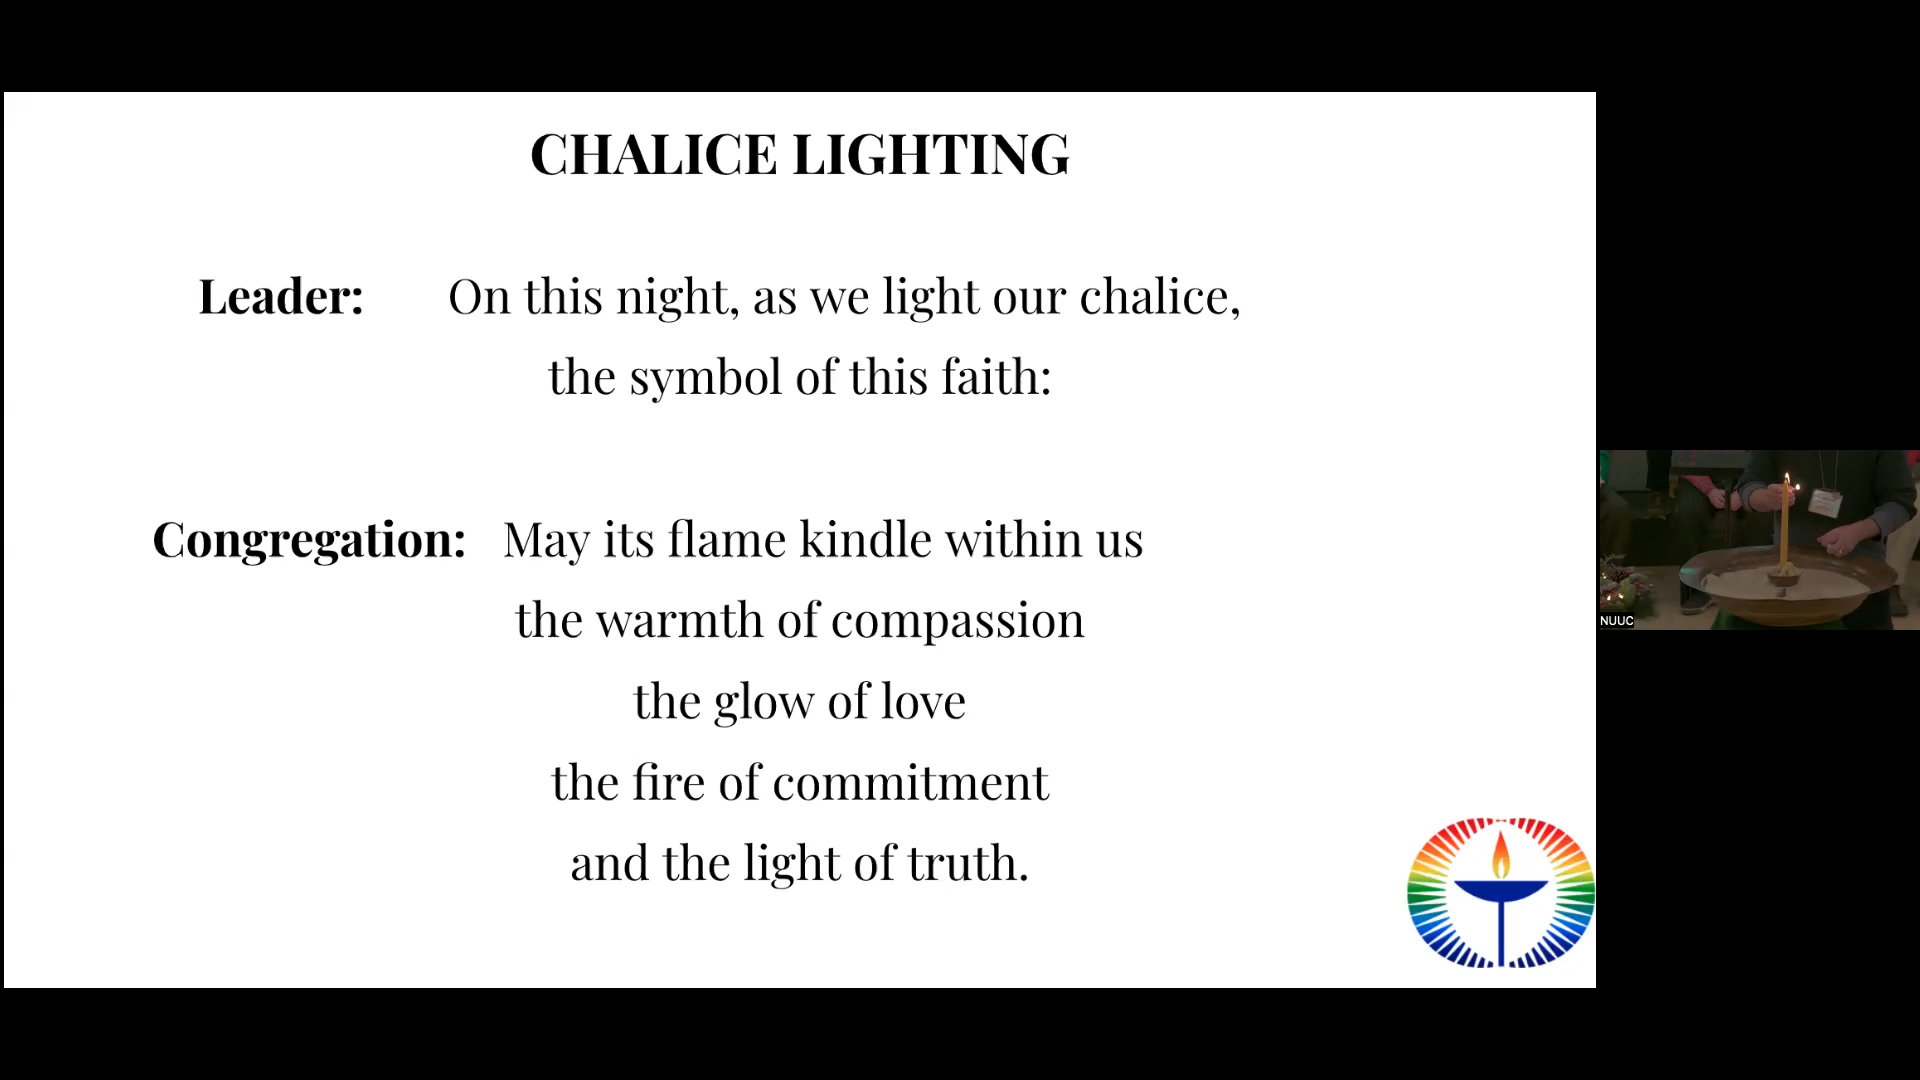 CHALICE LIGHTING
Leader: On this night, as we light our chalice,
the symbol of this faith:
Congregation: May its flame kindle within us
the warmth of compassion
the glow of love
the fire of commitment
and the light of truth.
NUUC